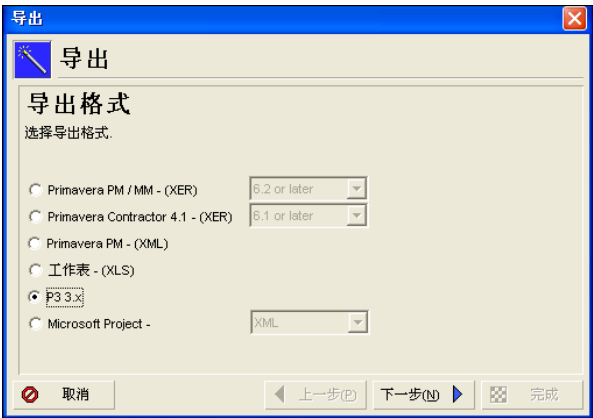 导出
导出
导出格式
选择导出格式.
Primavera PM / MM - (XER) 6.2 or later
Primavera Contractor 4.1 - (XER) 6.1 or later
Primavera PM - (XML)
工作表 - (XLS)
P3 3.x
Microsoft Project - XML
取消 上一步(P) 下一步(N) 完成